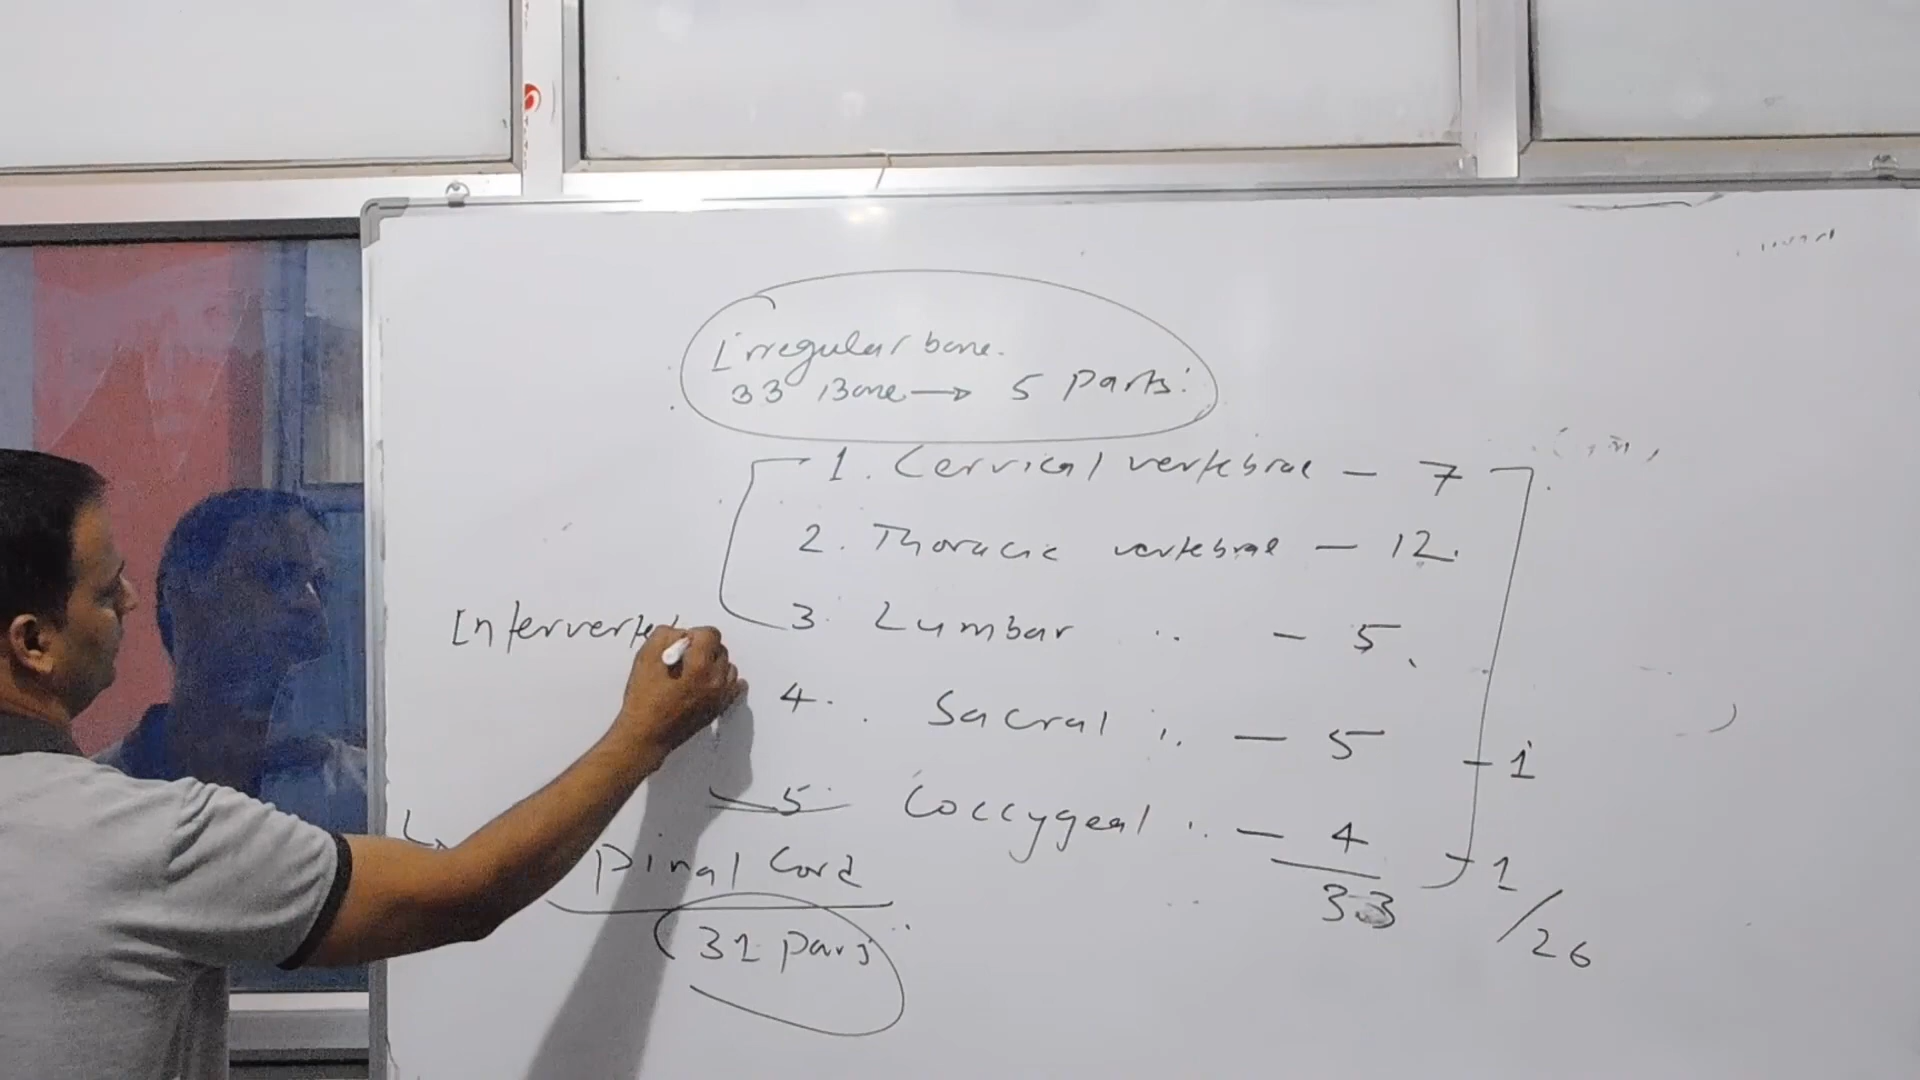 Irregular bone.
33 Bone → 5 Parts:
1. Cervical vertebrae – 7
2. Thoracic vertebrae – 12.
3. Lumbar " – 5.
Interverte
4. Sacral " – 5 – 1
5. Coccygeal " – 4 – 1
33 / 26
pinal Cord
31 Pairs